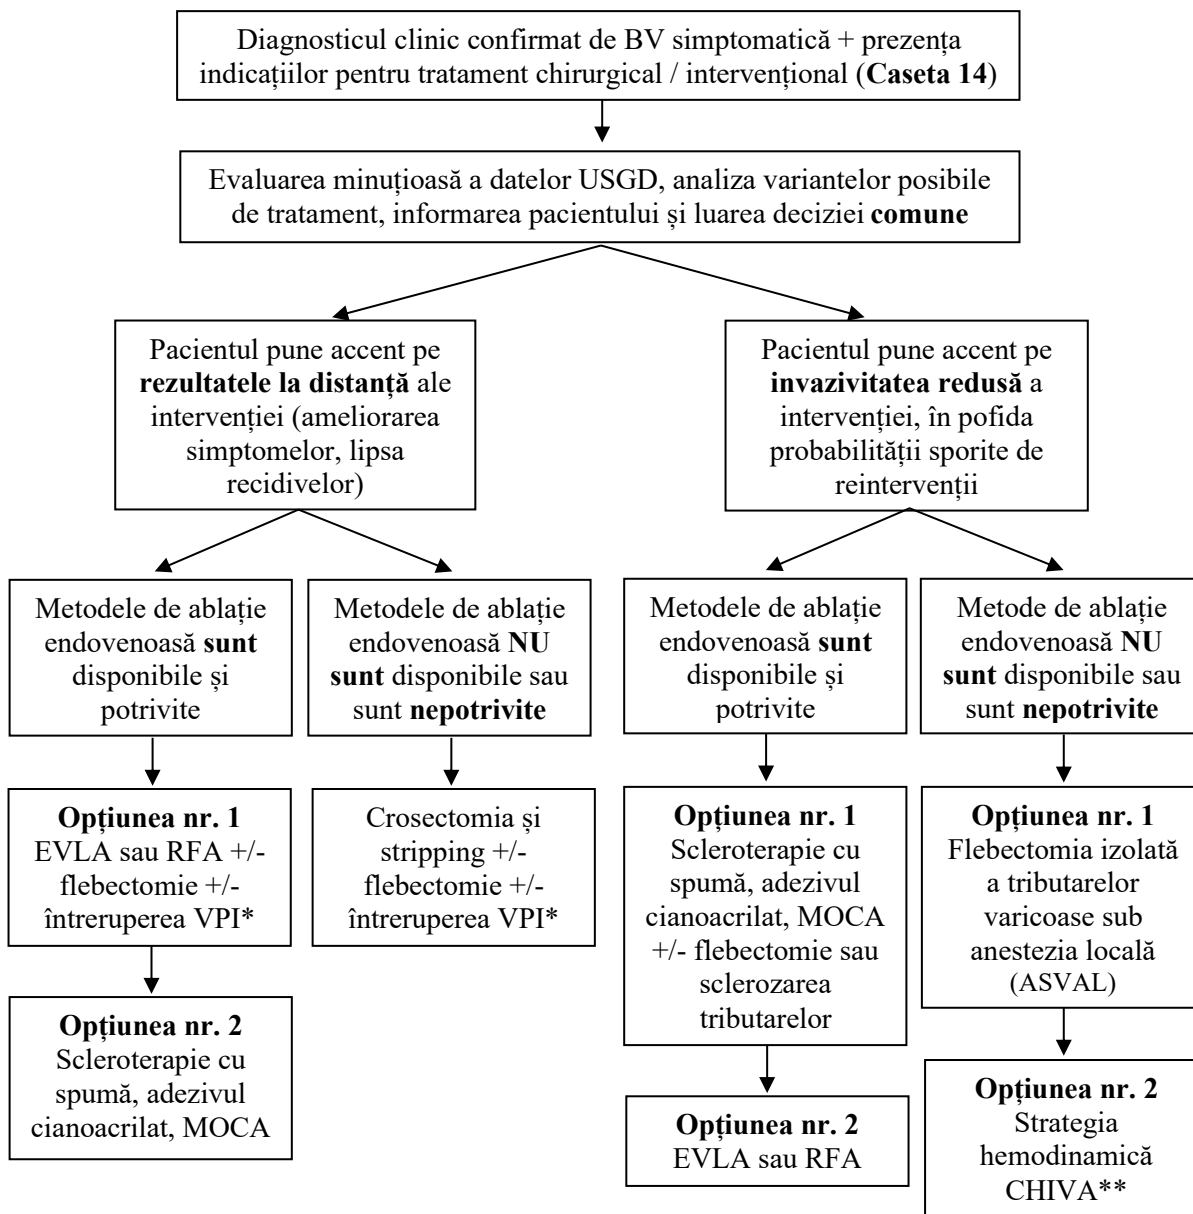 Diagnosticul clinic confirmat de BV simptomatică + prezența
indicațiilor pentru tratament chirurgical / intervențional (Caseta 14)
Evaluarea minuțioasă a datelor USGD, analiza variantelor posibile
de tratament, informarea pacientului și luarea deciziei comune
Pacientul pune accent pe
rezultatele la distanță ale
intervenției (ameliorarea
simptomelor, lipsa
recidivelor)
Pacientul pune accent pe
invazivitatea redusă a
intervenției, în pofida
probabilității sporite de
reintervenții
Metodele de ablație
endovenoasă sunt
disponibile și
potrivite
Metodele de ablație
endovenoasă NU
sunt disponibile sau
sunt nepotrivite
Metodele de ablație
endovenoasă sunt
disponibile și
potrivite
Metode de ablație
endovenoasă NU
sunt disponibile sau
sunt nepotrivite
Opțiunea nr. 1
EVLA sau RFA +/-
flebectomie +/-
întreruperea VPI*
Crosectomia și
stripping +/-
flebectomie +/-
întreruperea VPI*
Opțiunea nr. 1
Scleroterapie cu
spumă, adezivul
cianoacrilat, MOCA
+/- flebectomie sau
sclerozarea
tributarelor
Opțiunea nr. 1
Flebectomia izolată
a tributarelor
varicoase sub
anestezia locală
(ASVAL)
Opțiunea nr. 2
Scleroterapie cu
spumă, adezivul
cianoacrilat, MOCA
Opțiunea nr. 2
EVLA sau RFA
Opțiunea nr. 2
Strategia
hemodinamică
CHIVA**